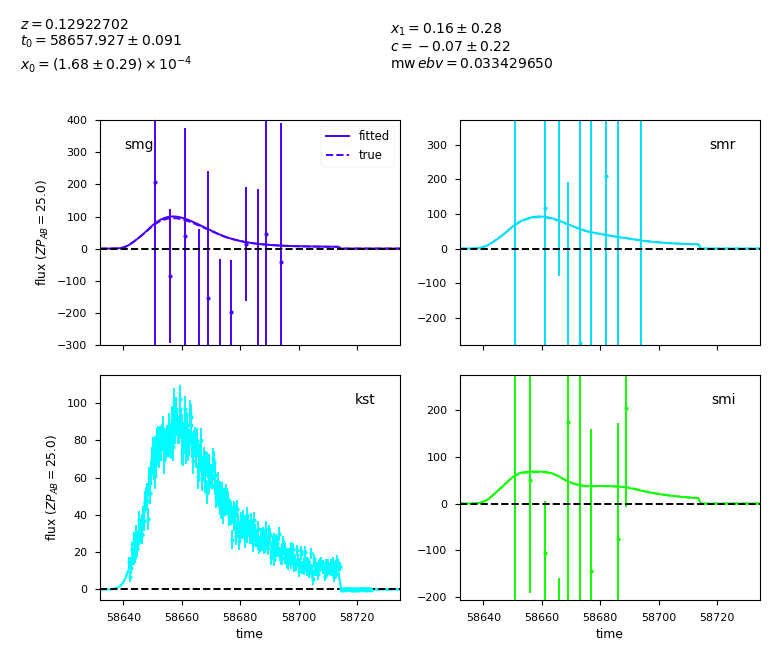 z = 0.12922702
t₀ = 58657.927 ± 0.091
x₀ = (1.68 ± 0.29) × 10⁻⁴
x₁ = 0.16 ± 0.28
c = −0.07 ± 0.22
mw ebv = 0.033429650
smg
fitted
true
400
300
200
100
0
−100
−200
−300
flux (ZP_AB = 25.0)
smr
300
200
100
0
−100
−200
kst
100
80
60
40
20
0
flux (ZP_AB = 25.0)
58640 58660 58680 58700 58720
time
smi
200
100
0
−100
−200
58640 58660 58680 58700 58720
time